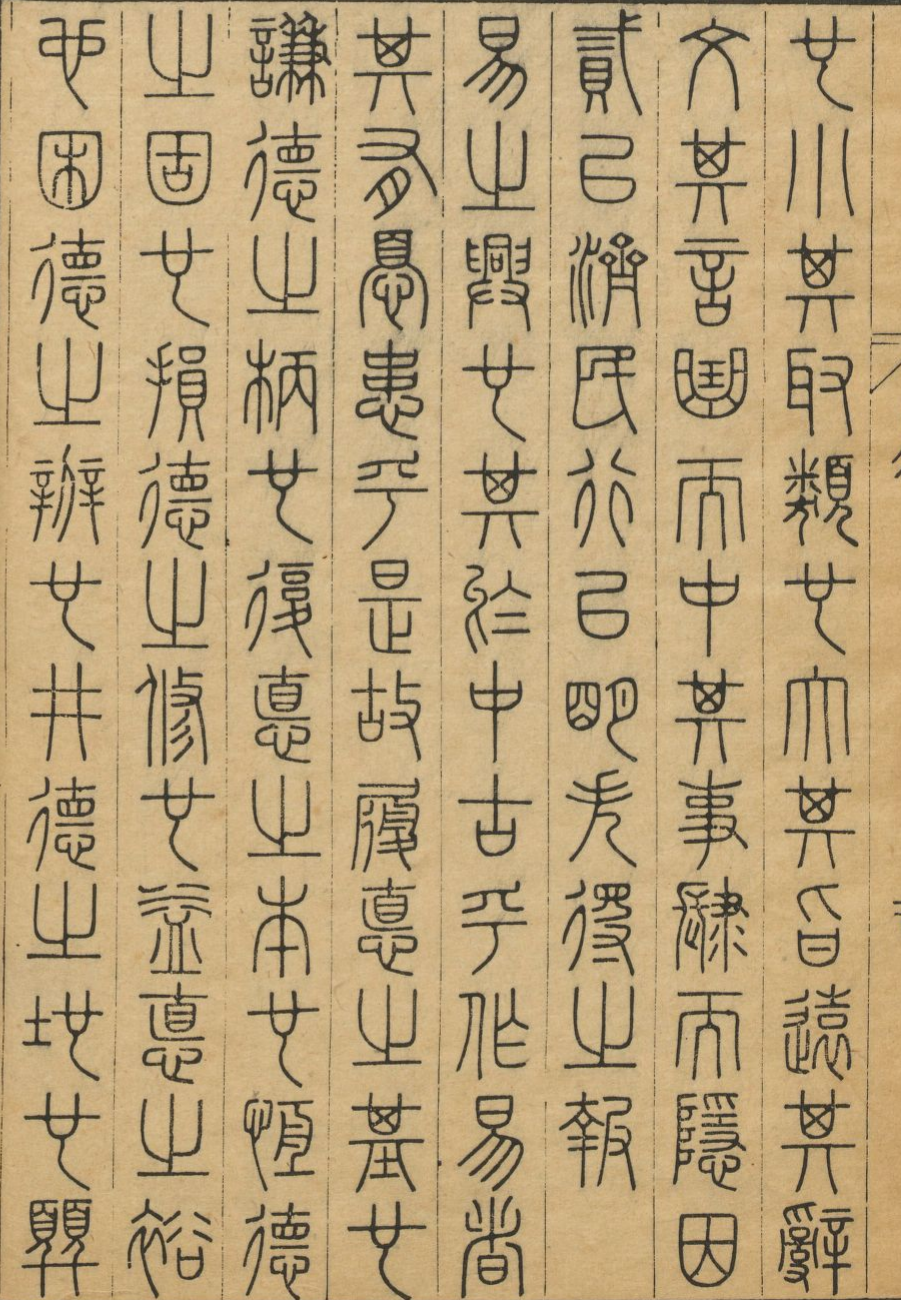 也小其取類也大其旨遠其辭
文其言曲而中其事肆而隱因
貳以濟民行以明失得之報
易之興也其於中古乎作易者
其有憂患乎是故履德之基也
謙德之柄也復德之本也恆德
之固也損德之修也益德之裕
也困德之辨也井德之地也巽